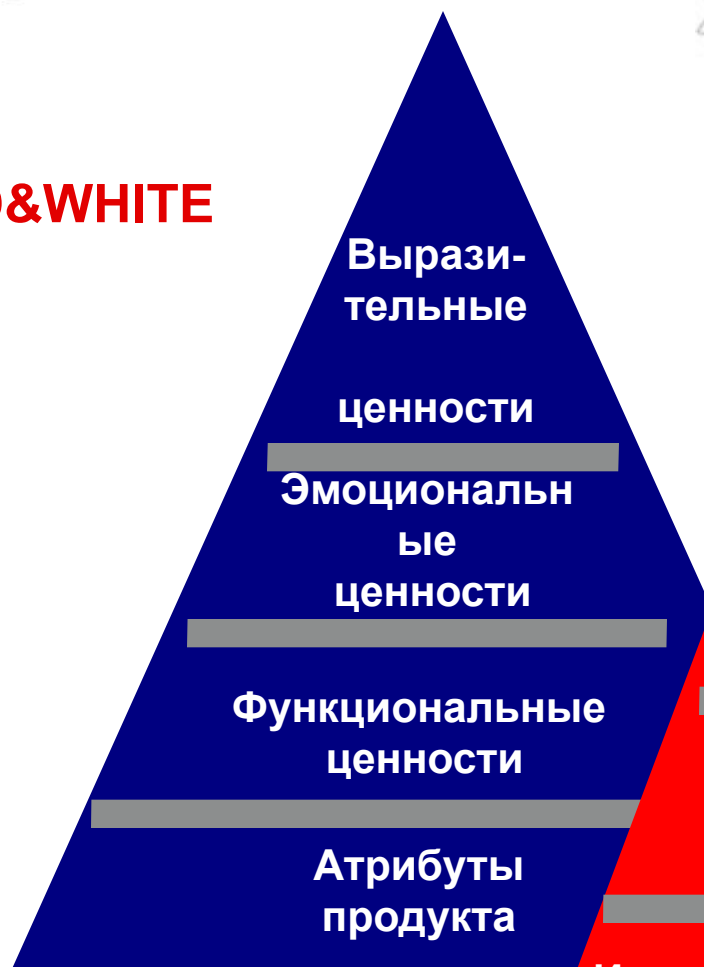 &WHITE
Вырази-
тельные
ценности
Эмоциональн
ые
ценности
Функциональные
ценности
Атрибуты
продукта